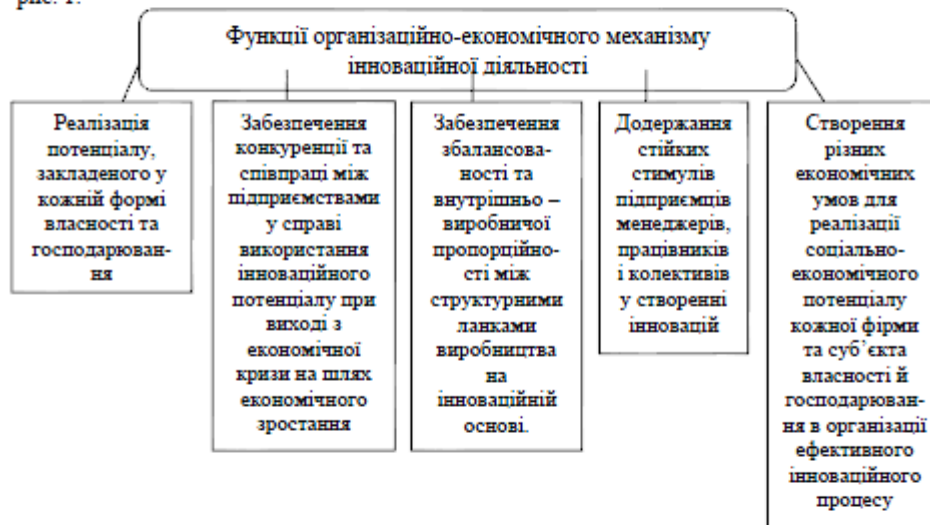 рис. 1.
Функції організаційно-економічного механізму
інноваційної діяльності
Реалізація
потенціалу,
закладеного у
кожній формі
власності та
господарюван-
ня
Забезпечення
конкуренції та
співпраці між
підприємствами
у справі
використання
інноваційного
потенціалу при
виході з
економічної
кризи на шлях
економічного
зростання
Забезпечення
збалансова-
ності та
внутрішньо –
виробничої
пропорційно-
сті між
структурними
ланками
виробництва
на
інноваційній
основі.
Додержання
стійких
стимулів
підприємців
менеджерів,
працівників
і колективів
у створенні
інновацій
Створення
різних
економічних
умов для
реалізації
соціально-
економічного
потенціалу
кожної фірми
та суб’єкта
власності й
господарюван-
ня в організації
ефективного
інноваційного
процесу